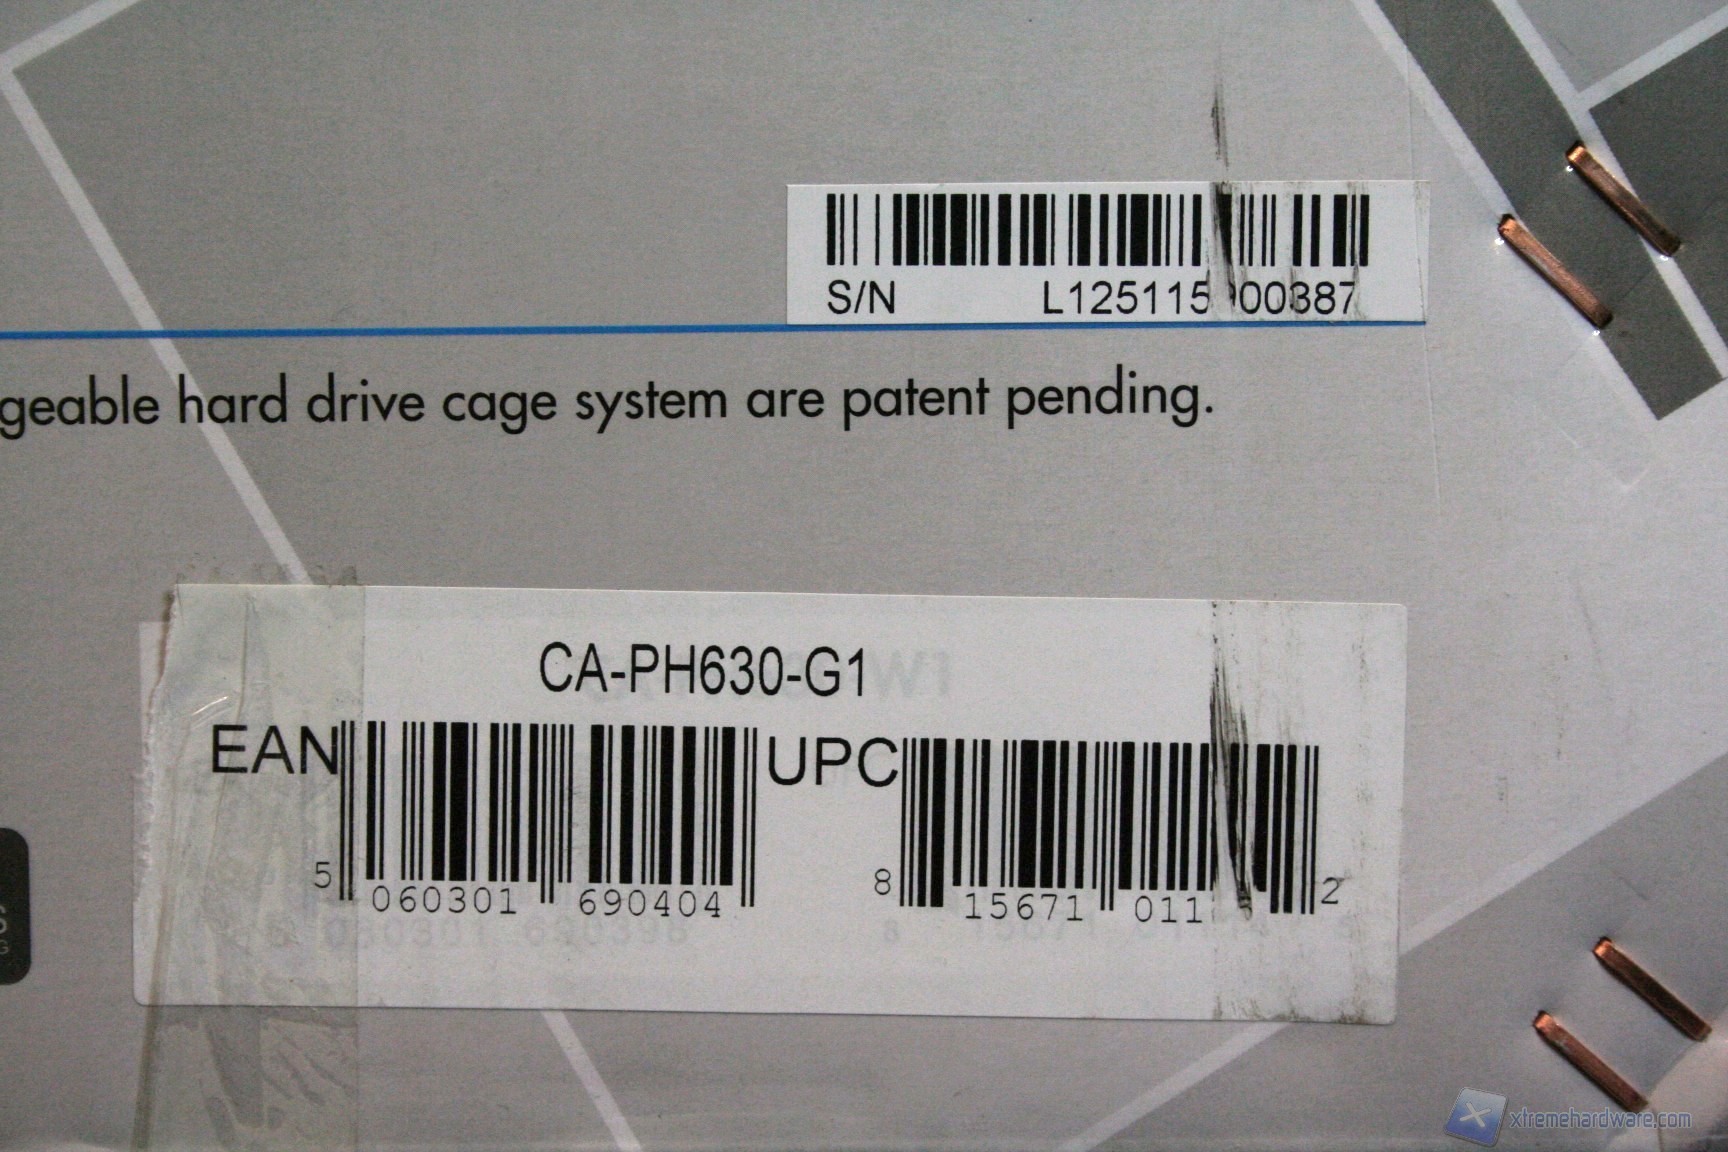 S/N L125115 00387
geable hard drive cage system are patent pending.
CA-PH630-G1
EAN UPC
5 060301 690404 8 15671 011 2
xtremehardware.com